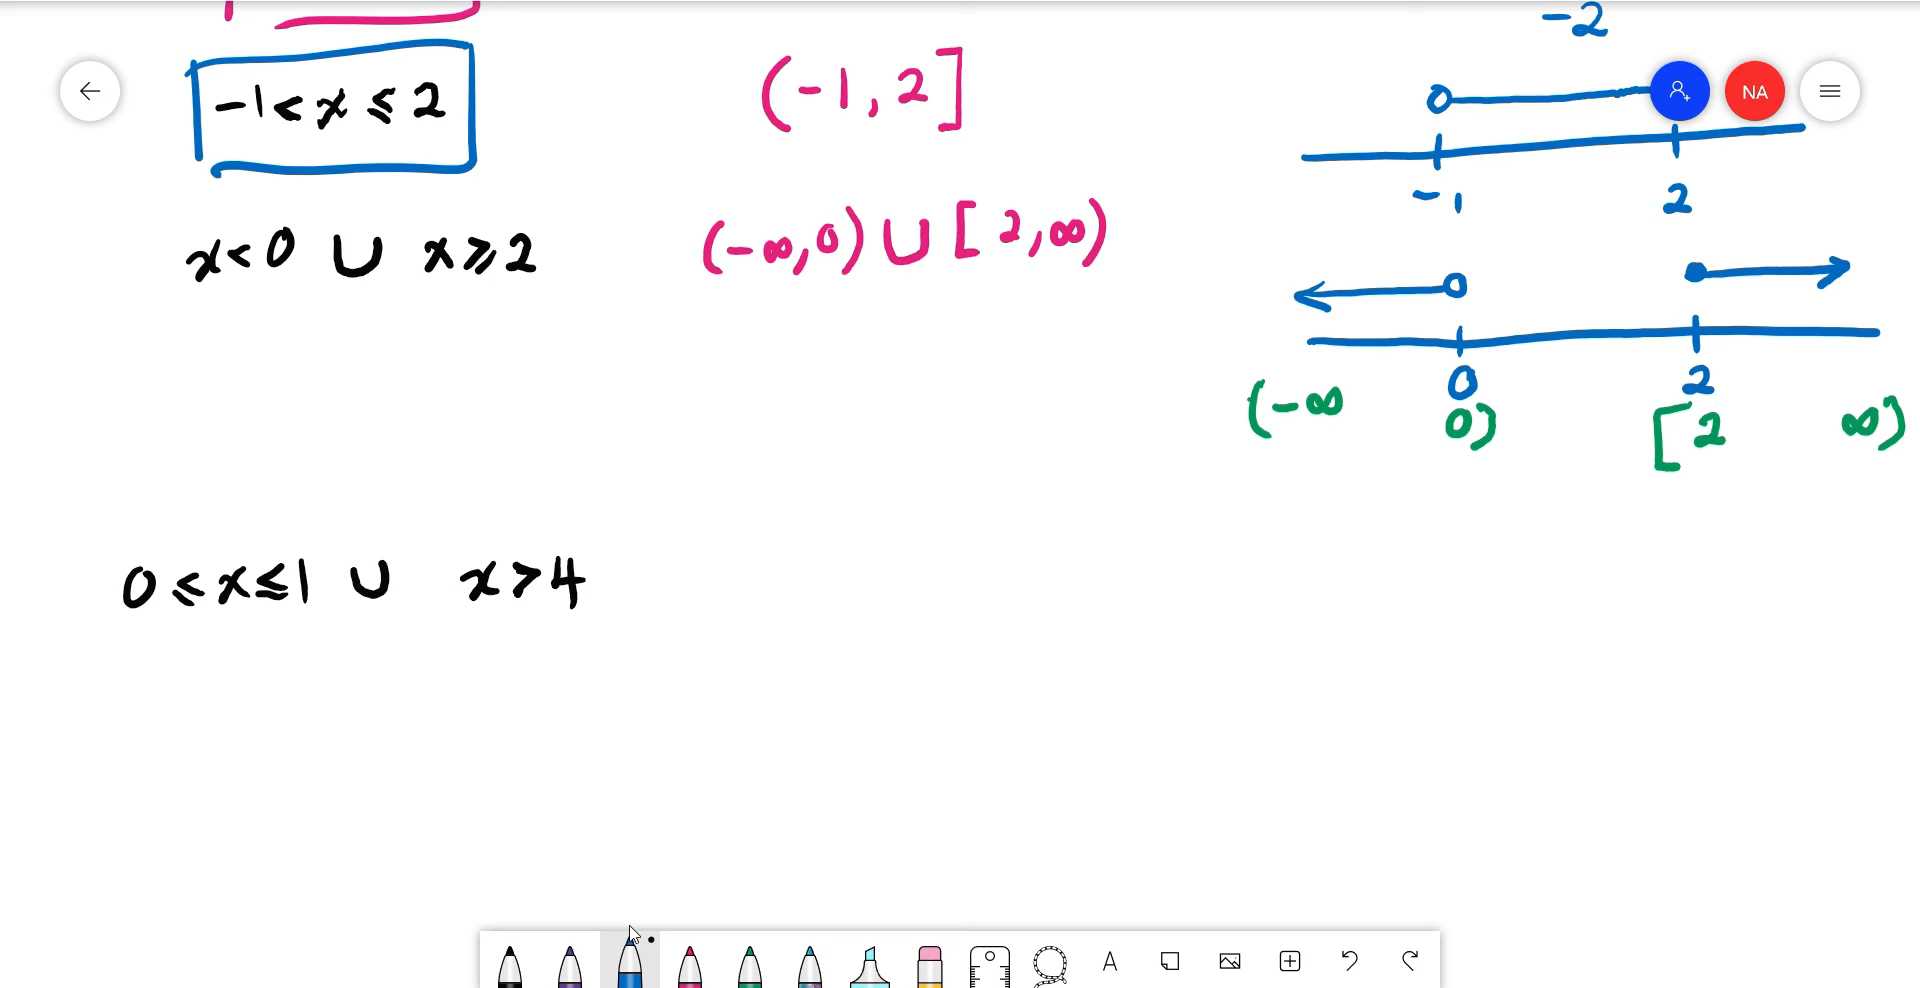 -2
-1 < x ≤ 2
(-1, 2]
NA
-1 2
x < 0 ∪ x ≥ 2
(-∞, 0) ∪ [2, ∞)
0 2
(-∞ 0) [2 ∞)
0 ≤ x ≤ 1 ∪ x > 4
A